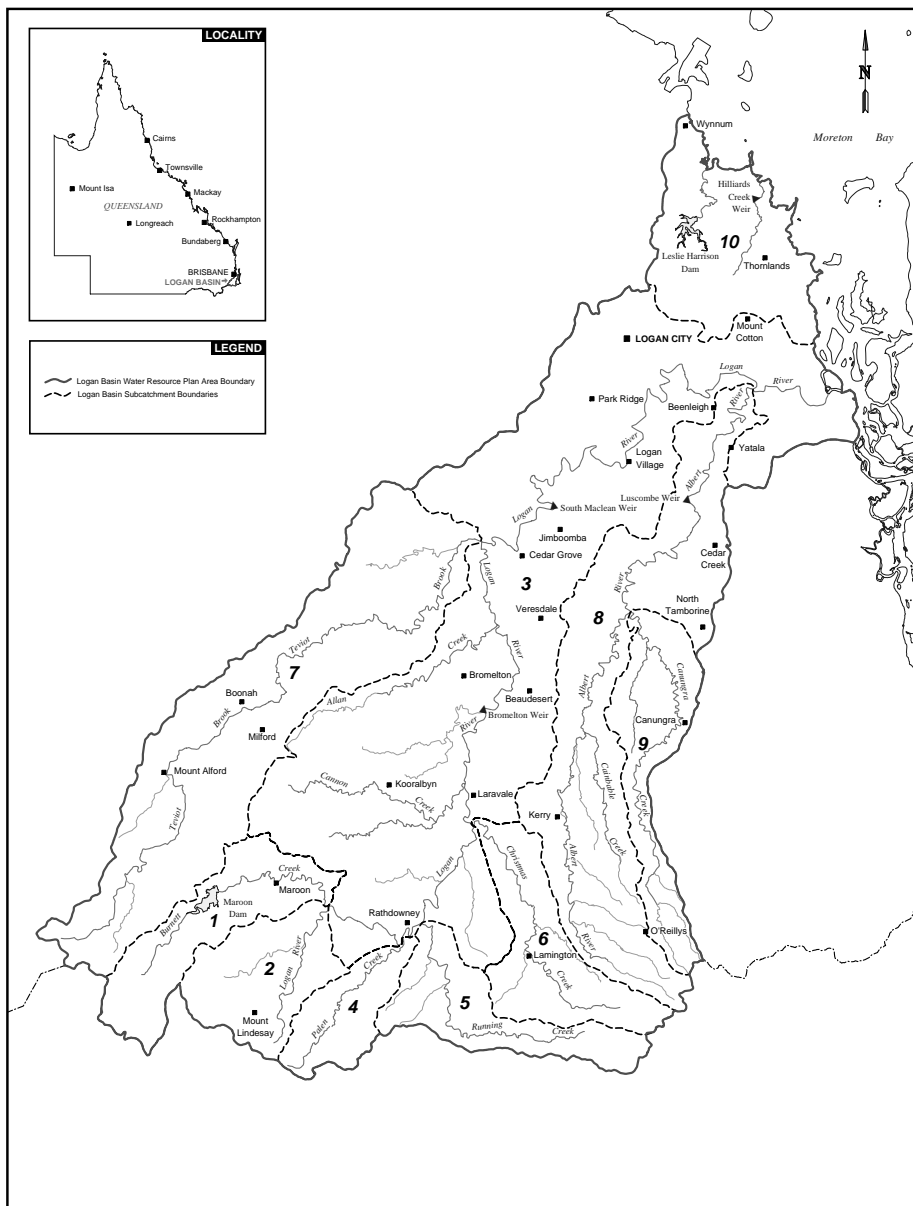 LOCALITY
Cairns
Townsville
Mount Isa
Mackay
QUEENSLAND
Longreach
Rockhampton
Bundaberg
BRISBANE
LOGAN BASIN
LEGEND
Logan Basin Water Resource Plan Area Boundary
Logan Basin Subcatchment Boundaries
N
Moreton Bay
Wynnum
Hilliards
Creek
Weir
10
Leslie Harrison
Dam
Thornlands
Mount
Cotton
LOGAN CITY
Logan
River
River
Park Ridge
Beenleigh
River
Logan
Village
Yatala
Albert
Luscombe Weir
Logan
South Maclean Weir
Jimboomba
Cedar Grove
Cedar
Creek
Logan
Brook
3
River
North
Tamborine
Veresdale
8
Teviot
Creek
River
7
Bromelton
Canungra
Boonah
Allan
Beaudesert
Albert
Brook
River
Bromelton Weir
Canungra
Milford
9
Mount Alford
Cannon
Kooralbyn
Cainbable
Laravale
Creek
Creek
Teviot
Kerry
Creek
Albert
Logan
Christmas
Creek
Maroon
Maroon
Dam
1
Burnett
Rathdowney
O'Reillys
River
6
River
Lamington
2
Creek
Creek
Logan
4
5
Mount
Lindesay
Palen
Running
Creek